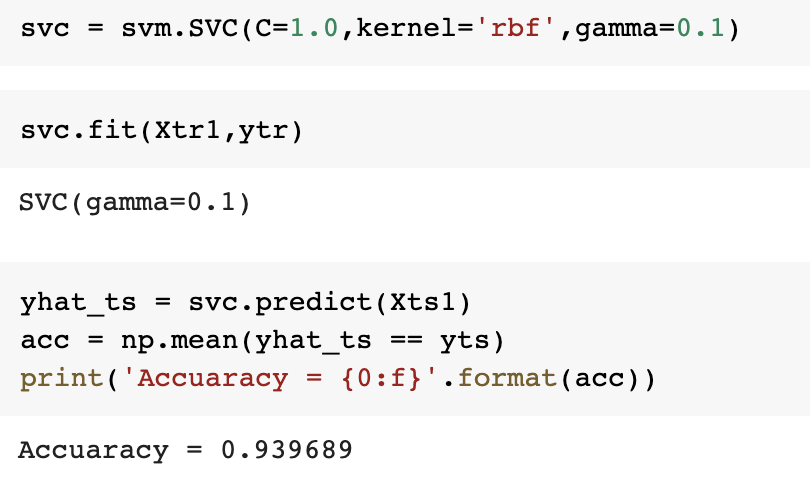 svc = svm.SVC(C=1.0,kernel='rbf',gamma=0.1)
svc.fit(Xtr1,ytr)
SVC(gamma=0.1)
yhat_ts = svc.predict(Xts1)
acc = np.mean(yhat_ts == yts)
print('Accuaracy = {0:f}'.format(acc))
Accuaracy = 0.939689